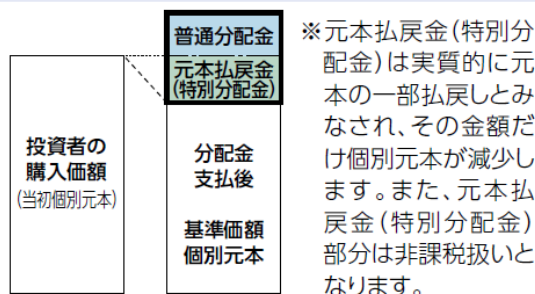 普通分配金
元本払戻金
(特別分配金)
投資者の
購入価額
(当初個別元本)
分配金
支払後
基準価額
個別元本
※元本払戻金(特別分
配金)は実質的に元
本の一部払戻しとみ
なされ、その金額だ
け個別元本が減少し
ます。また、元本払
戻金(特別分配金)
部分は非課税扱いと
なります。